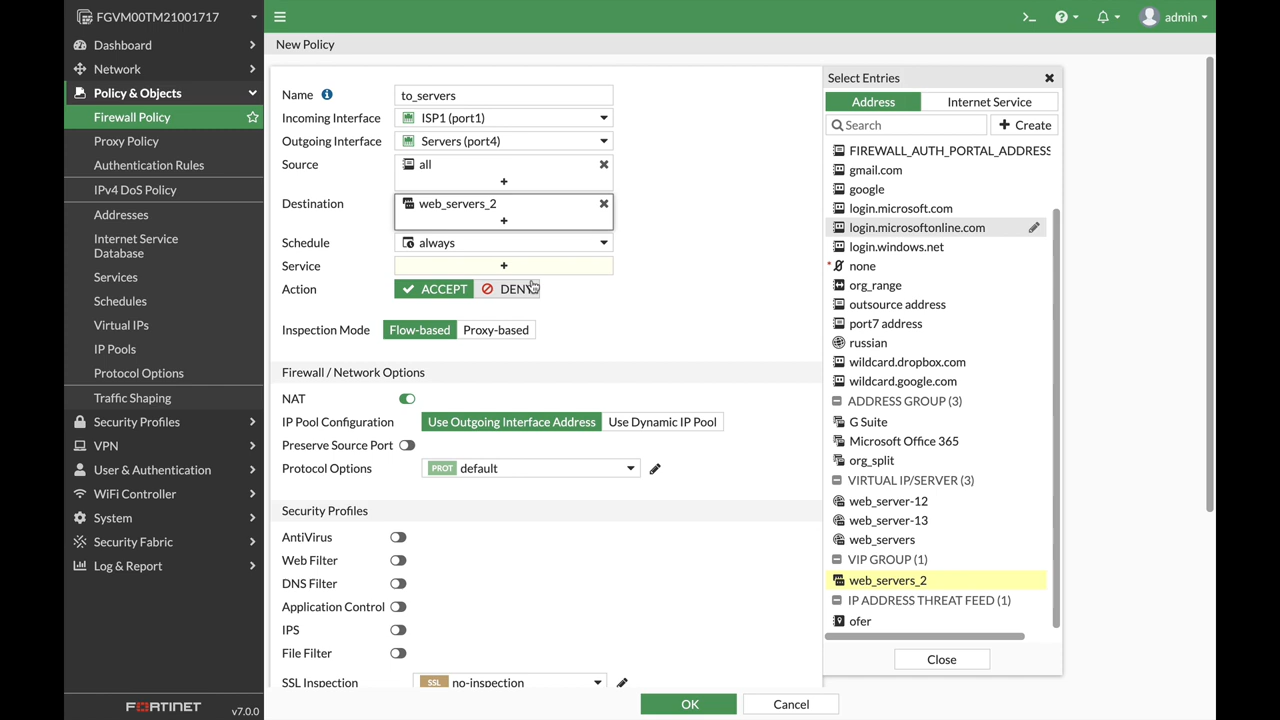 FGVM00TM21001717
admin
Dashboard
Network
Policy & Objects
Firewall Policy
Proxy Policy
Authentication Rules
IPv4 DoS Policy
Addresses
Internet Service
Database
Services
Schedules
Virtual IPs
IP Pools
Protocol Options
Traffic Shaping
Security Profiles
VPN
User & Authentication
WiFi Controller
System
Security Fabric
Log & Report
FORTINET
v7.0.0
New Policy
Name
to_servers
Incoming Interface
ISP1 (port1)
Outgoing Interface
Servers (port4)
Source
all
+
Destination
web_servers_2
+
Schedule
always
Service
+
Action
ACCEPT
DENY
Inspection Mode
Flow-based
Proxy-based
Firewall / Network Options
NAT
IP Pool Configuration
Use Outgoing Interface Address
Use Dynamic IP Pool
Preserve Source Port
Protocol Options
PROT default
Security Profiles
AntiVirus
Web Filter
DNS Filter
Application Control
IPS
File Filter
SSL Inspection
SSL no-inspection
OK
Cancel
Select Entries
Address
Internet Service
Search
+ Create
FIREWALL_AUTH_PORTAL_ADDRESS
gmail.com
google
login.microsoft.com
login.microsoftonline.com
login.windows.net
* none
org_range
outsource address
port7 address
russian
wildcard.dropbox.com
wildcard.google.com
ADDRESS GROUP (3)
G Suite
Microsoft Office 365
org_split
VIRTUAL IP/SERVER (3)
web_server-12
web_server-13
web_servers
VIP GROUP (1)
web_servers_2
IP ADDRESS THREAT FEED (1)
ofer
Close